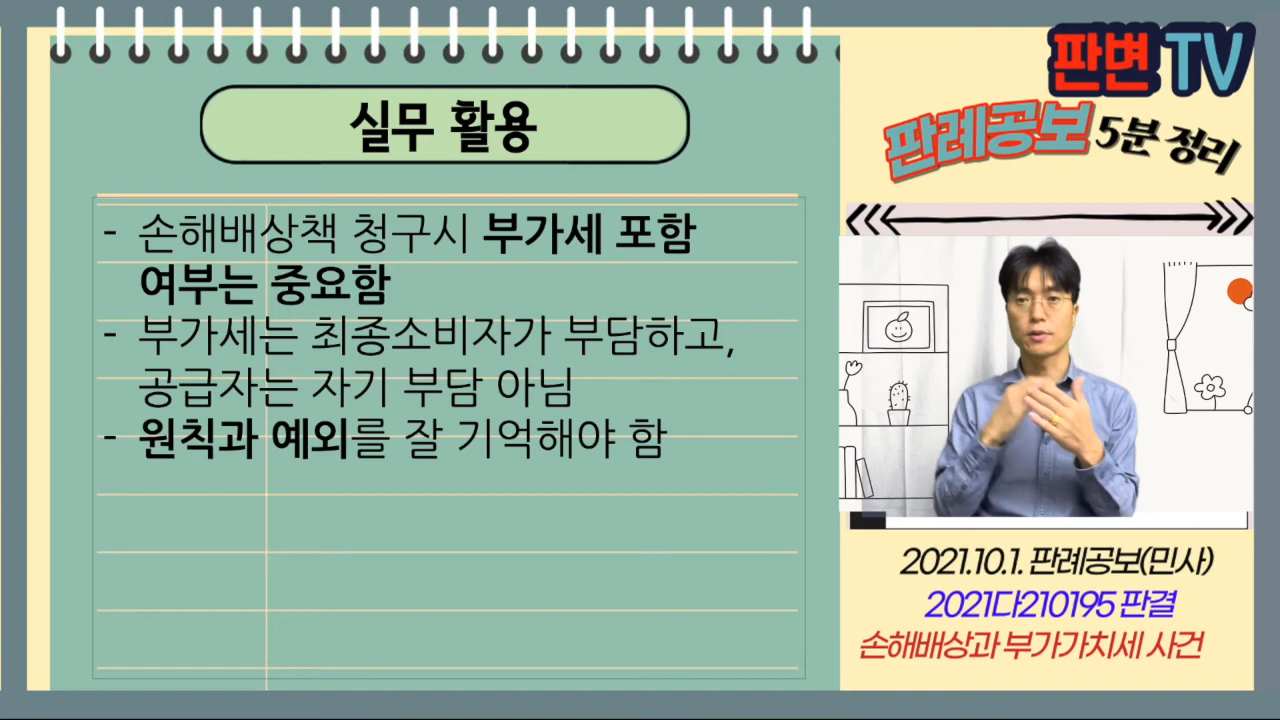 판변 TV
판례공보 5분 정리
실무 활용
- 손해배상책 청구시 부가세 포함
여부는 중요함
- 부가세는 최종소비자가 부담하고,
공급자는 자기 부담 아님
- 원칙과 예외를 잘 기억해야 함
2021.10.1. 판례공보(민사)
2021다210195 판결
손해배상과 부가가치세 사건